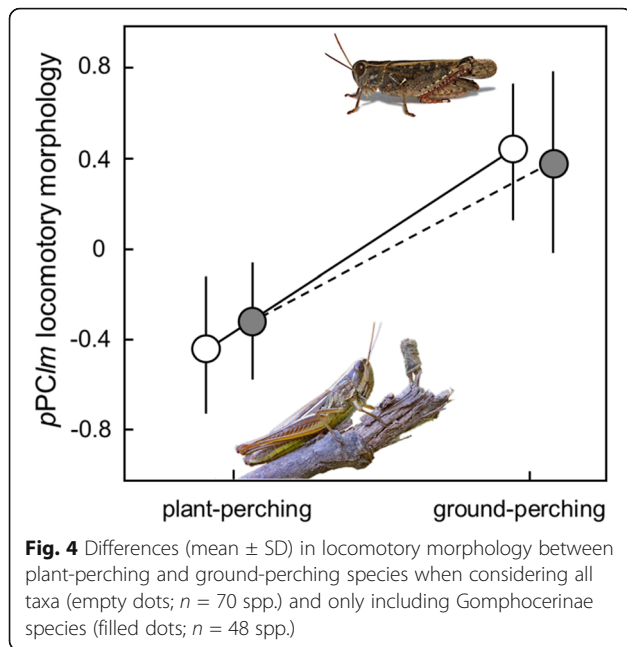 pPClm locomotory morphology
0.8
0.4
0
-0.4
-0.8
plant-perching ground-perching
Fig. 4 Differences (mean ± SD) in locomotory morphology between
plant-perching and ground-perching species when considering all
taxa (empty dots; n = 70 spp.) and only including Gomphocerinae
species (filled dots; n = 48 spp.)